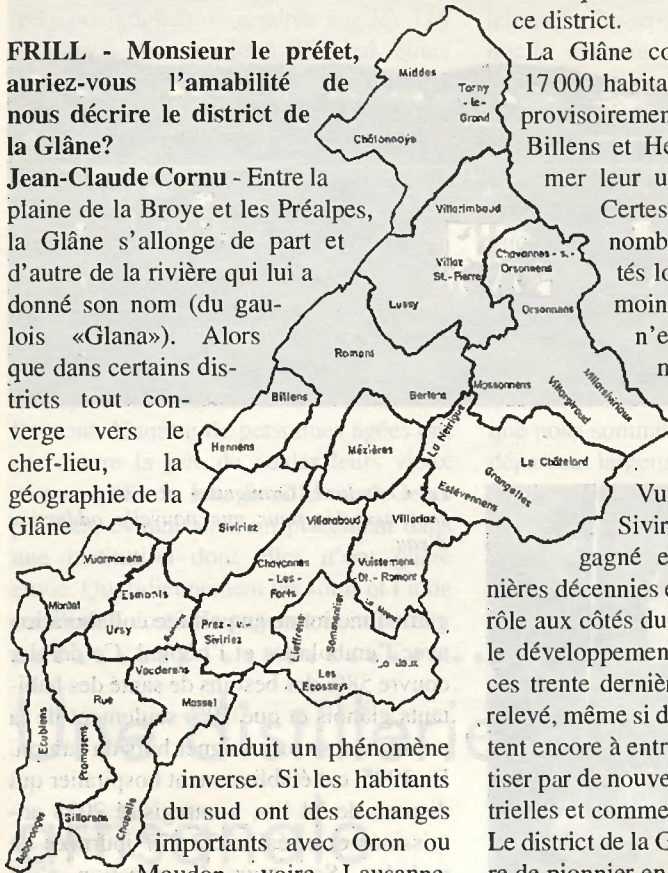 FRILL - Monsieur le préfet,
auriez-vous l'amabilité de
nous décrire le district de
la Glâne?
Jean-Claude Cornu - Entre la
plaine de la Broye et les Préalpes,
la Glâne s'allonge de part et
d'autre de la rivière qui lui a
donné son nom (du gau-
lois «Glana»). Alors
que dans certains dis-
tricts tout con-
verge vers le
chef-lieu, la
géographie de la
Glâne
induit un phénomène
inverse. Si les habitants
du sud ont des échanges
importants avec Oron ou
Moudon, voire Lausanne,
Middes
Torny
-le-
Grand
Châtonnaye
Villarimboud
Villaz
St.-Pierre
Chavannes-s.-
Orsonnens
Lussy
Orsonnens
Romont
Billens
Berlens
Massonnens
Villargiroud
Villarsiviriaux
Hennens
Mézières
La Neirigue
Le Châtelard
Grangettes
Estévenens
Siviriez
Villaraboud
Villariaz
Vuarmarens
Chavannes
-Les-
Forts
Vuisternens
-Dt.-Romont
Esmonts
Morlens
Ursy
Prez.-v.-
Siviriez
Sommentier
La Joux
Rue
Vauderens
Les
Ecasseys
Mossel
Ecublens
Promasens
Gillarens
Chapelle
Auboranges
ce district.
La Glâne co
17 000 habita
provisoiremen
Billens et He
mer leur u
Certes
nomb
tés lo
moin
n'e
Vu
Sivir
gagné e
nières décennies e
rôle aux côtés du
le développemen
ces trente derniè
relevé, même si d
tent encore à entr
tiser par de nouve
trielles et comme
Le district de la G
re de pionnier en